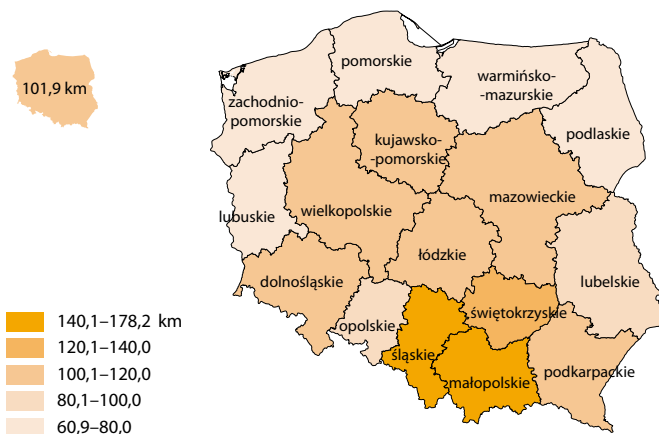 pomorskie
warmińsko-
-mazurskie
101,9 km
zachodnio-
pomorskie
podlaskie
kujawsko-
-pomorskie
mazowieckie
lubuskie
wielkopolskie
łódzkie
dolnośląskie
lubelskie
opolskie
świętokrzyskie
śląskie
małopolskie
podkarpackie
140,1–178,2 km
120,1–140,0
100,1–120,0
80,1–100,0
60,9–80,0